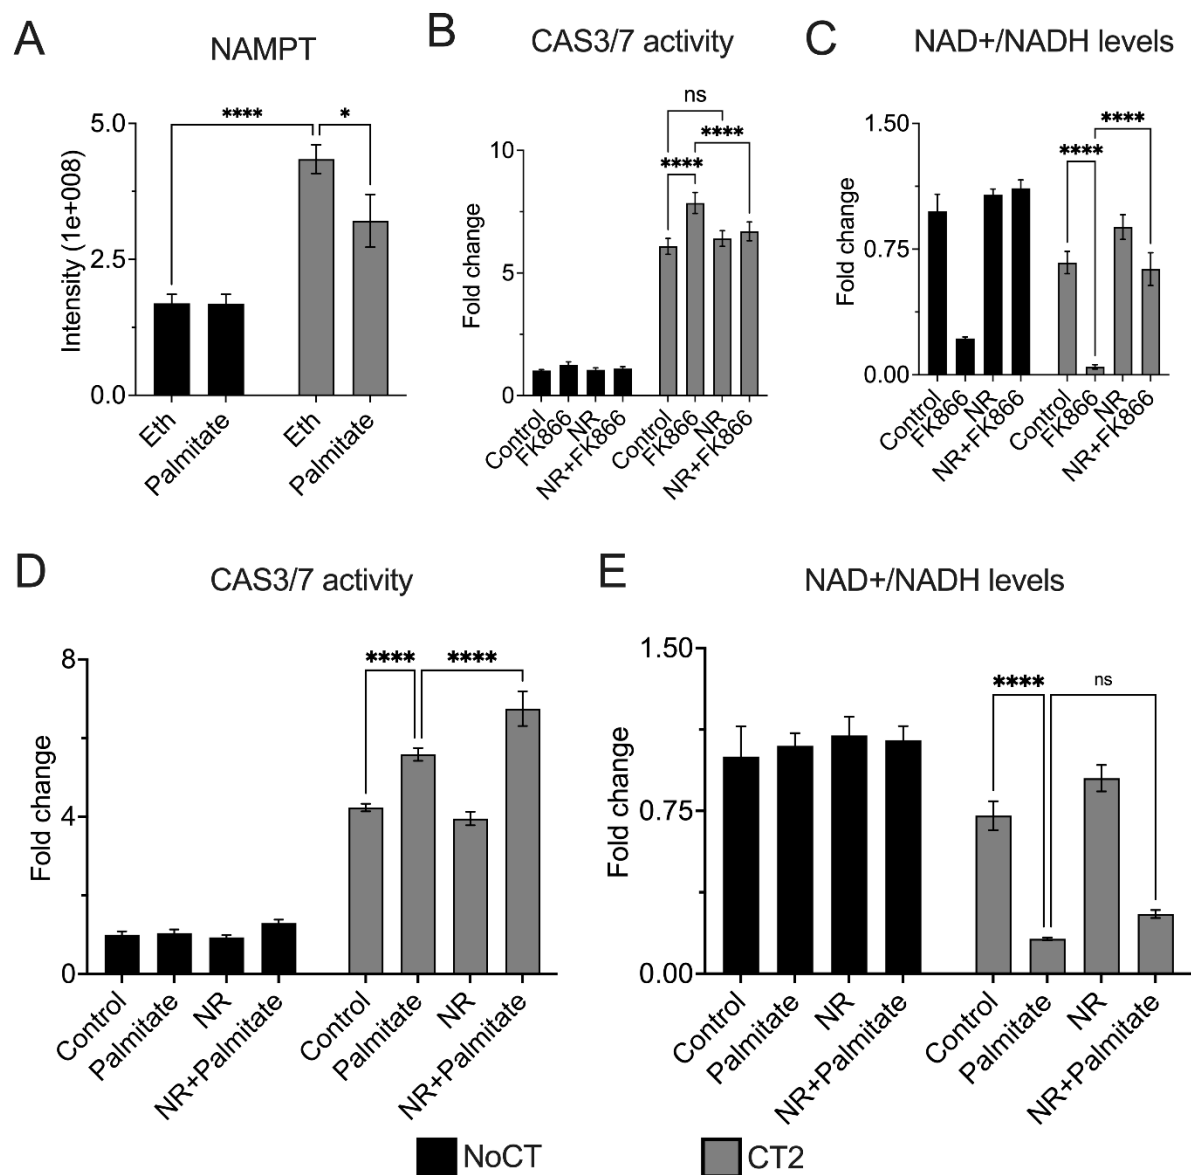 A
NAMPT
Intensity (1e+008)
5.0
2.5
0.0
****
*
Eth
Palmitate
Eth
Palmitate
B
CAS3/7 activity
Fold change
10
5
0
ns
****
****
Control
FK866
NR
NR+FK866
Control
FK866
NR
NR+FK866
C
NAD+/NADH levels
Fold change
1.50
0.75
0.00
****
****
Control
FK866
NR
NR+FK866
Control
FK866
NR
NR+FK866
D
CAS3/7 activity
Fold change
8
4
0
****
****
Control
Palmitate
NR
NR+Palmitate
Control
Palmitate
NR
NR+Palmitate
E
NAD+/NADH levels
Fold change
1.50
0.75
0.00
****
ns
Control
Palmitate
NR
NR+Palmitate
Control
Palmitate
NR
NR+Palmitate
NoCT
CT2